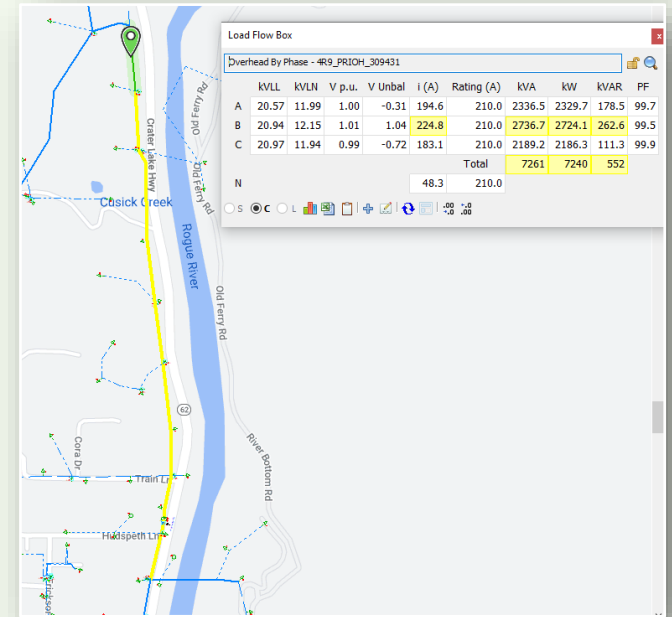 Load Flow Box
x
Overhead By Phase - 4R9_PRIOH_309431
kVLL kVLN V p.u. V Unbal i (A) Rating (A) kVA kW kVAR PF
A 20.57 11.99 1.00 -0.31 194.6 210.0 2336.5 2329.7 178.5 99.7
B 20.94 12.15 1.01 1.04 224.8 210.0 2736.7 2724.1 262.6 99.5
C 20.97 11.94 0.99 -0.72 183.1 210.0 2189.2 2186.3 111.3 99.9
Total 7261 7240 552
N 48.3 210.0
S C L
Crater Lake Hwy
Old Ferry Rd
Old Ferry Rd
Cusick Creek
Rogue River
Old Ferry Rd
62
River Bottom Rd
Cora Dr
Train Ln
Hudspeth Ln
Erickson